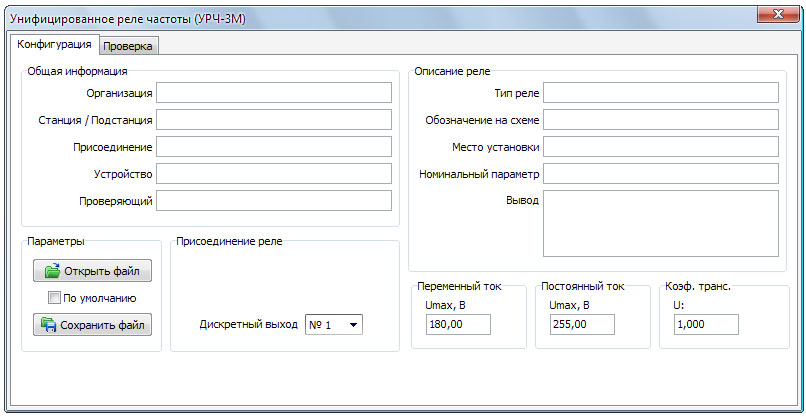 Унифицированное реле частоты (УРЧ-3М)
Конфигурация
Проверка
Общая информация
Организация
Станция / Подстанция
Присоединение
Устройство
Проверяющий
Описание реле
Тип реле
Обозначение на схеме
Место установки
Номинальный параметр
Вывод
Параметры
Открыть файл
По умолчанию
Сохранить файл
Присоединение реле
Дискретный выход
№ 1
Переменный ток
Umax, В
180,00
Постоянный ток
Umax, В
255,00
Коэф. транс.
U:
1,000